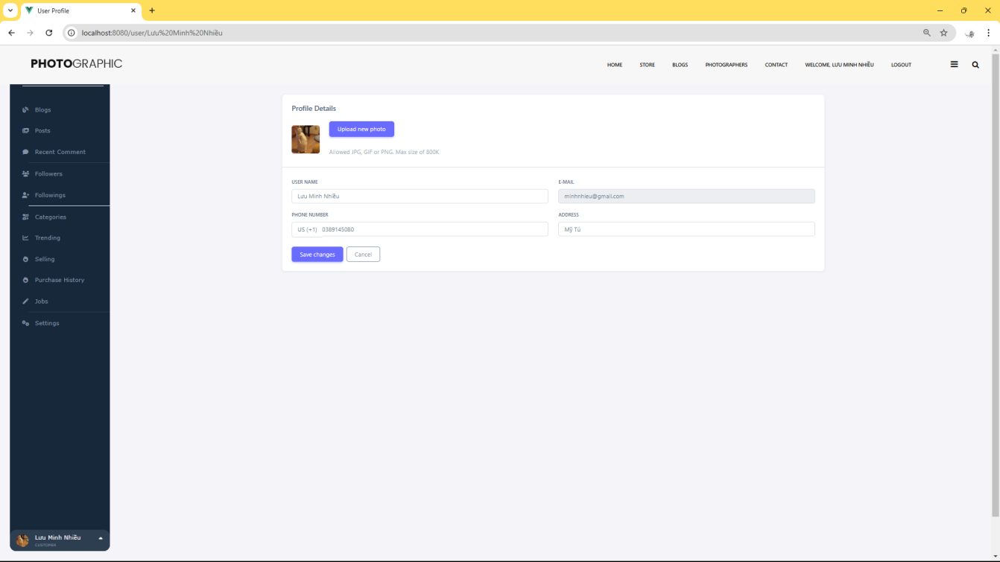 User Profile
localhost:8080/user/Lưu%20Minh%20Nhiều
PHOTOGRAPHIC
HOME STORE BLOGS PHOTOGRAPHERS CONTACT WELCOME, LƯU MINH NHIỀU LOGOUT
Blogs
Posts
Recent Comment
Followers
Followings
Categories
Trending
Selling
Purchase History
Jobs
Settings
Lưu Minh Nhiều
CUSTOMER
Profile Details
Upload new photo
Allowed JPG, GIF or PNG. Max size of 800K
USER NAME
Lưu Minh Nhiều
E-MAIL
minhnhieu@gmail.com
PHONE NUMBER
US (+1) 0389145080
ADDRESS
Mỹ Tú
Save changes Cancel